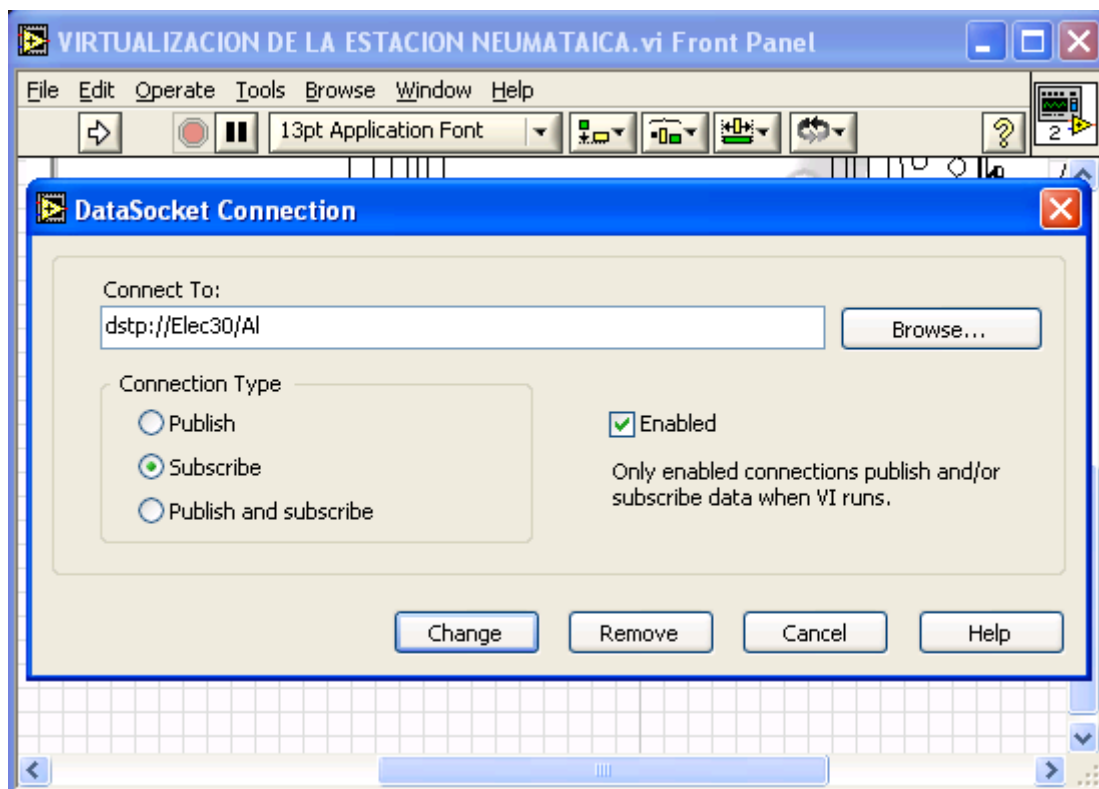 VIRTUALIZACION DE LA ESTACION NEUMATAICA.vi Front Panel
File Edit Operate Tools Browse Window Help
13pt Application Font
?
2
DataSocket Connection
Connect To:
dstp://Elec30/Al
Browse...
Connection Type
Publish
Subscribe
Publish and subscribe
Enabled
Only enabled connections publish and/or
subscribe data when VI runs.
Change Remove Cancel Help